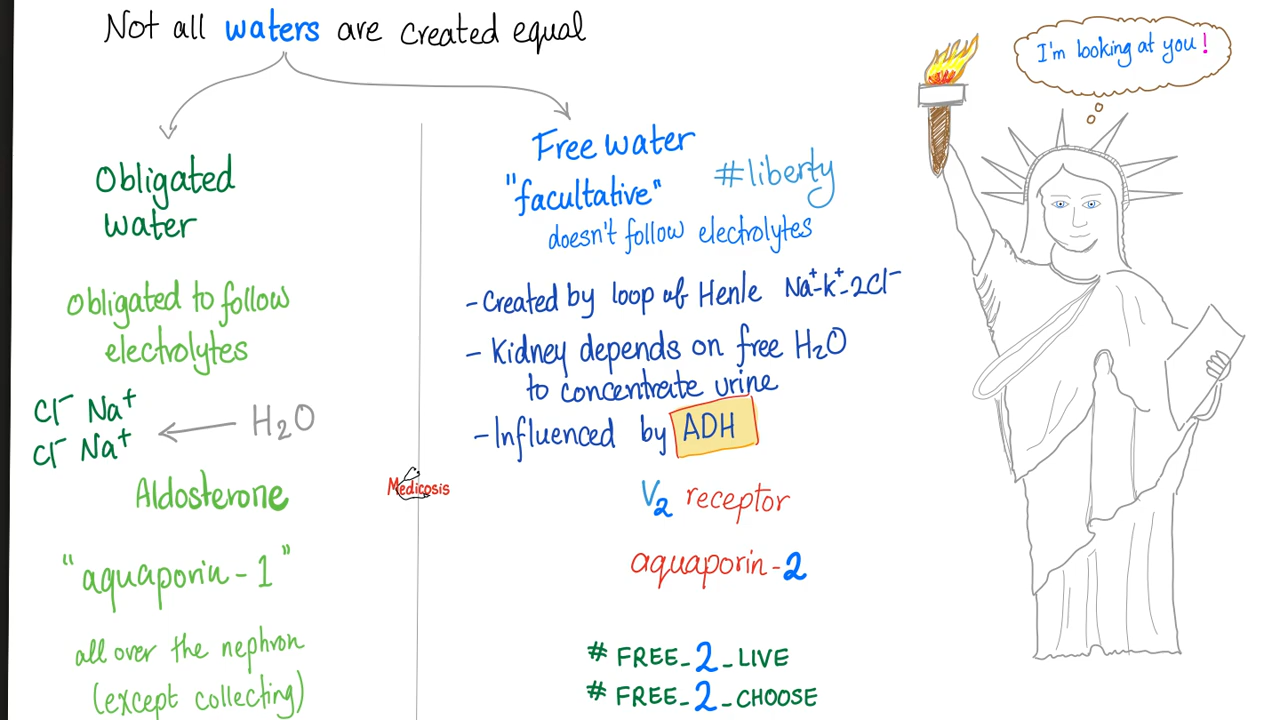 Not all waters are created equal
Obligated
water
Obligated to follow
electrolytes
Cl⁻ Na⁺
Cl⁻ Na⁺
H₂O
Aldosterone
"aquaporin-1"
all over the nephron
(except collecting)
Medicosis
Free water
"facultative"
#liberty
doesn't follow electrolytes
- Created by loop of Henle Na⁺-K⁺-2Cl⁻
- Kidney depends on free H₂O
to concentrate urine
- Influenced by ADH
V₂ receptor
aquaporin-2
# FREE_2_LIVE
# FREE_2_CHOOSE
I'm looking at you!